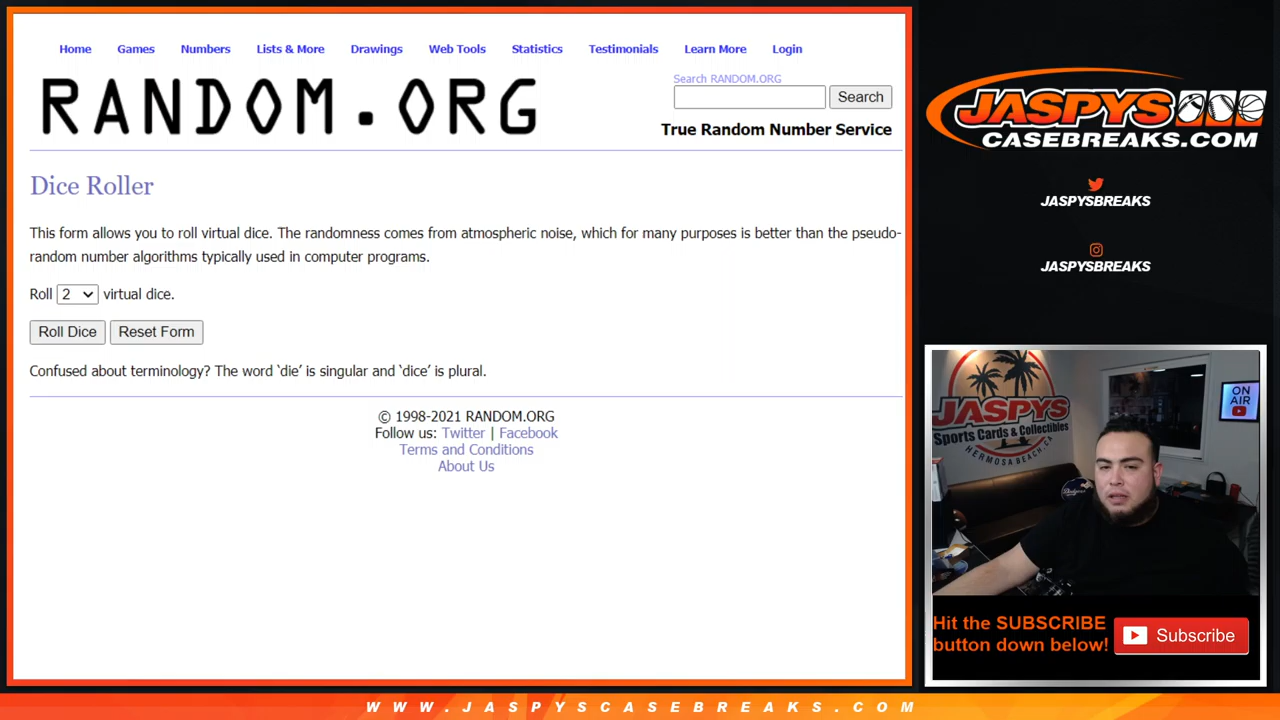 Home Games Numbers Lists & More Drawings Web Tools Statistics Testimonials Learn More Login
RANDOM.ORG
Search RANDOM.ORG
Search
True Random Number Service
Dice Roller
This form allows you to roll virtual dice. The randomness comes from atmospheric noise, which for many purposes is better than the pseudo-
random number algorithms typically used in computer programs.
Roll 2 virtual dice.
Roll Dice Reset Form
Confused about terminology? The word ‘die’ is singular and ‘dice’ is plural.
© 1998-2021 RANDOM.ORG
Follow us: Twitter | Facebook
Terms and Conditions
About Us
JASPYS
CASEBREAKS.COM
JASPYSBREAKS
JASPYSBREAKS
JASPYS
Sports Cards & Collectibles
HERMOSA BEACH, CA
ON
AIR
Dodgers
Hit the SUBSCRIBE
button down below!
Subscribe
WWW.JASPYSCASEBREAKS.COM